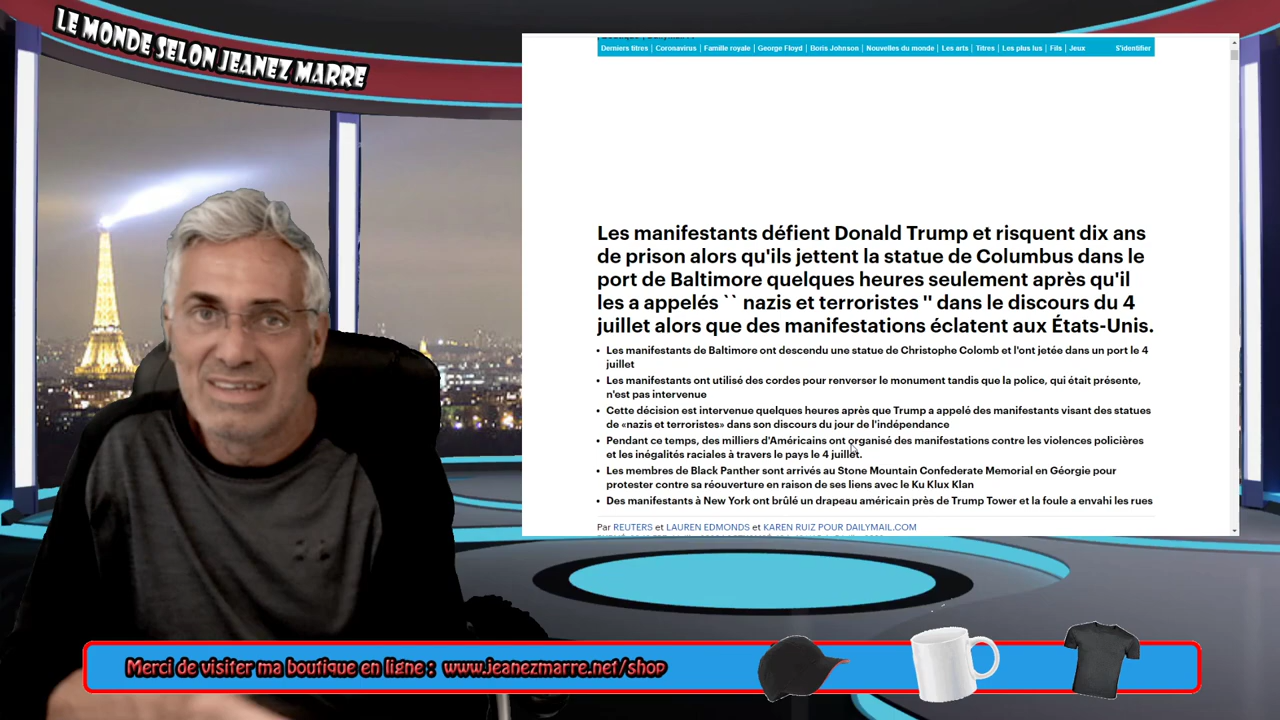 LE MONDE SELON JEANEZ MARRE
Derniers titres | Coronavirus | Famille royale | George Floyd | Boris Johnson | Nouvelles du monde | Les arts | Titres | Les plus lus | Fils | Jeux S'identifier
Les manifestants défient Donald Trump et risquent dix ans
de prison alors qu'ils jettent la statue de Columbus dans le
port de Baltimore quelques heures seulement après qu'il
les a appelés `` nazis et terroristes '' dans le discours du 4
juillet alors que des manifestations éclatent aux États-Unis.
• Les manifestants de Baltimore ont descendu une statue de Christophe Colomb et l'ont jetée dans un port le 4
juillet
• Les manifestants ont utilisé des cordes pour renverser le monument tandis que la police, qui était présente,
n'est pas intervenue
• Cette décision est intervenue quelques heures après que Trump a appelé des manifestants visant des statues
de «nazis et terroristes» dans son discours du jour de l'indépendance
• Pendant ce temps, des milliers d'Américains ont organisé des manifestations contre les violences policières
et les inégalités raciales à travers le pays le 4 juillet.
• Les membres de Black Panther sont arrivés au Stone Mountain Confederate Memorial en Géorgie pour
protester contre sa réouverture en raison de ses liens avec le Ku Klux Klan
• Des manifestants à New York ont brûlé un drapeau américain près de Trump Tower et la foule a envahi les rues
Par REUTERS et LAUREN EDMONDS et KAREN RUIZ POUR DAILYMAIL.COM
Merci de visiter ma boutique en ligne : www.jeanezmarre.net/shop